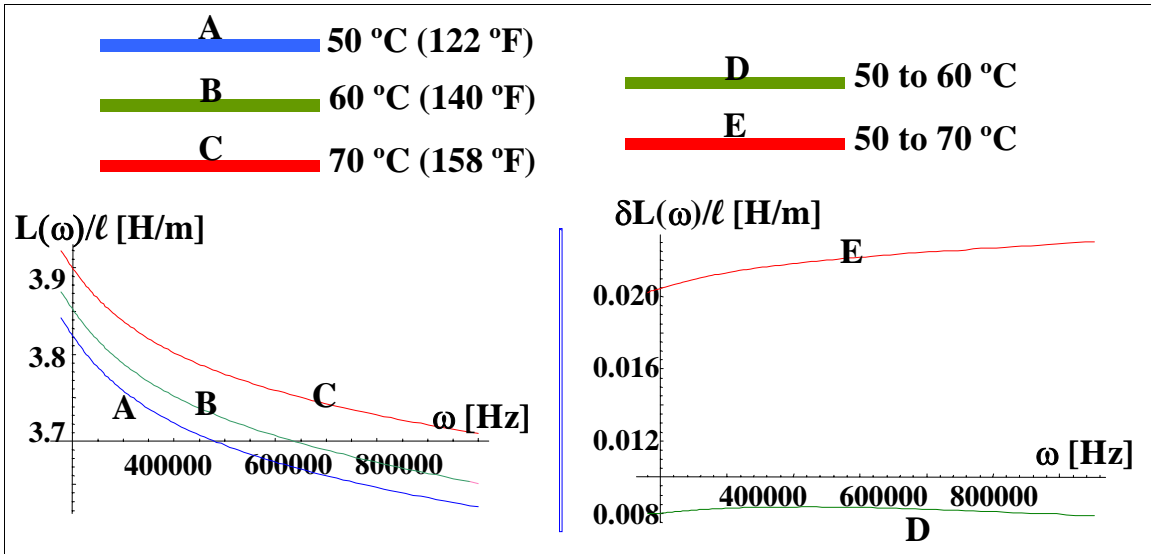 A
50 ºC (122 ºF)
B
60 ºC (140 ºF)
C
70 ºC (158 ºF)
D
50 to 60 ºC
E
50 to 70 ºC
L(ω)/ℓ [H/m]
3.9
3.8
3.7
A
B
C
ω [Hz]
400000 600000 800000
δL(ω)/ℓ [H/m]
E
0.020
0.016
0.012
ω [Hz]
400000 600000 800000
0.008
D